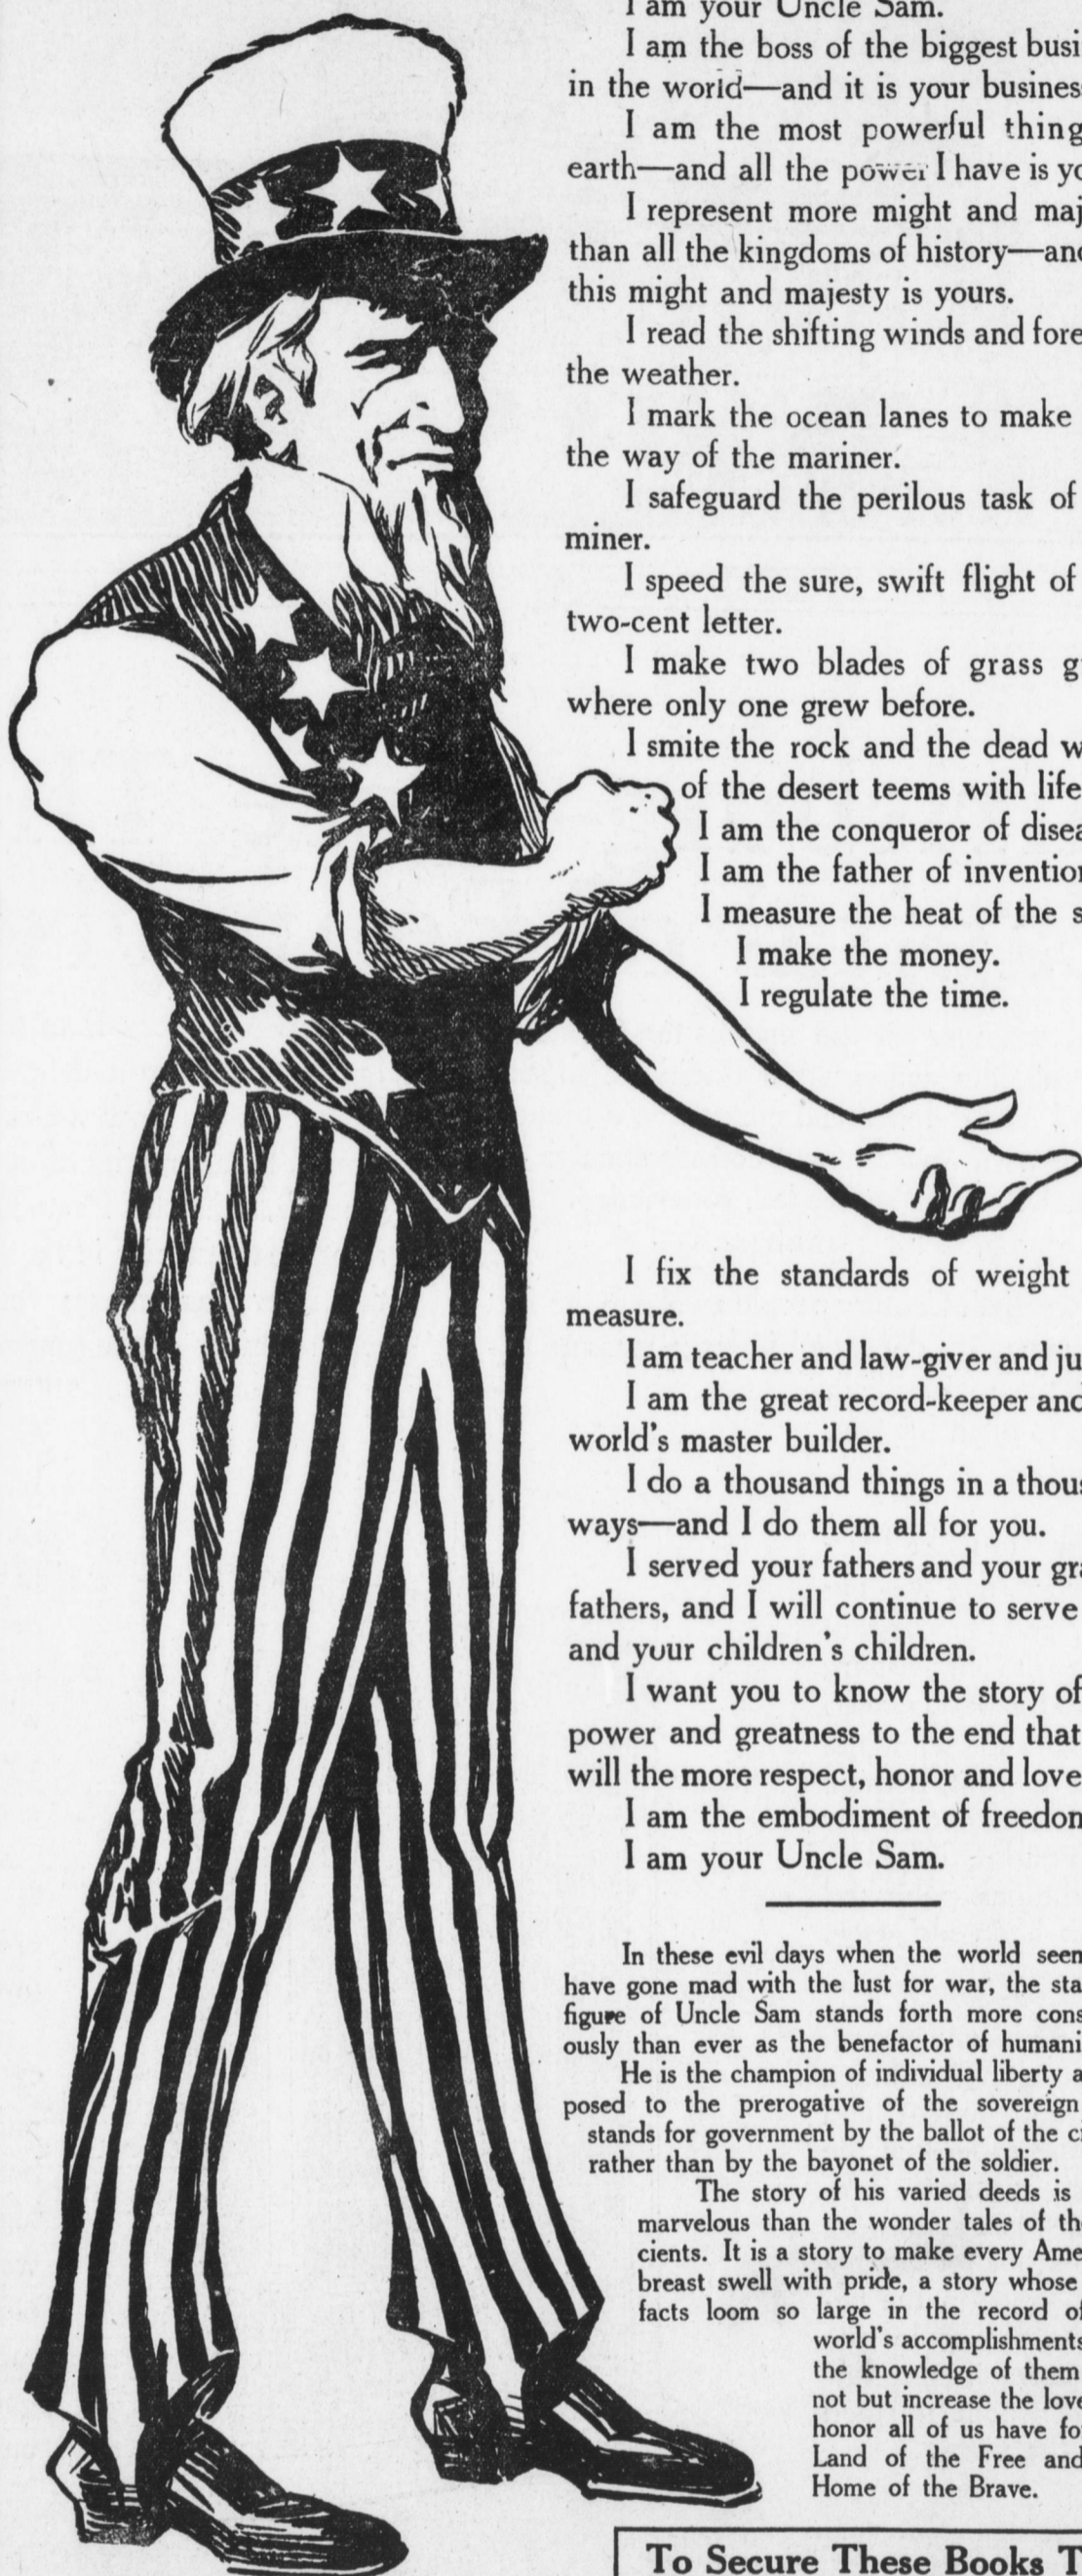 I am your Uncle Sam.
I am the boss of the biggest busi
in the world—and it is your busines
I am the most powerful thing
earth—and all the power I have is yo
I represent more might and maj
than all the kingdoms of history—and
this might and majesty is yours.
I read the shifting winds and fore
the weather.
I mark the ocean lanes to make
the way of the mariner.
I safeguard the perilous task of
miner.
I speed the sure, swift flight of
two-cent letter.
I make two blades of grass g
where only one grew before.
I smite the rock and the dead w
of the desert teems with life
I am the conqueror of disea
I am the father of invention
I measure the heat of the s
I make the money.
I regulate the time.
I fix the standards of weight
measure.
I am teacher and law-giver and ju
I am the great record-keeper and
world's master builder.
I do a thousand things in a thous
ways—and I do them all for you.
I served your fathers and your gra
fathers, and I will continue to serve
and your children's children.
I want you to know the story of
power and greatness to the end that
will the more respect, honor and love
I am the embodiment of freedom
I am your Uncle Sam.
In these evil days when the world seem
have gone mad with the lust for war, the sta
figure of Uncle Sam stands forth more cons
ously than ever as the benefactor of humani
He is the champion of individual liberty a
posed to the prerogative of the sovereign
stands for government by the ballot of the ci
rather than by the bayonet of the soldier.
The story of his varied deeds is
marvelous than the wonder tales of th
cients. It is a story to make every Ame
breast swell with pride, a story whose
facts loom so large in the record of
world's accomplishments
the knowledge of them
not but increase the love
honor all of us have fo
Land of the Free and
Home of the Brave.
To Secure These Books T